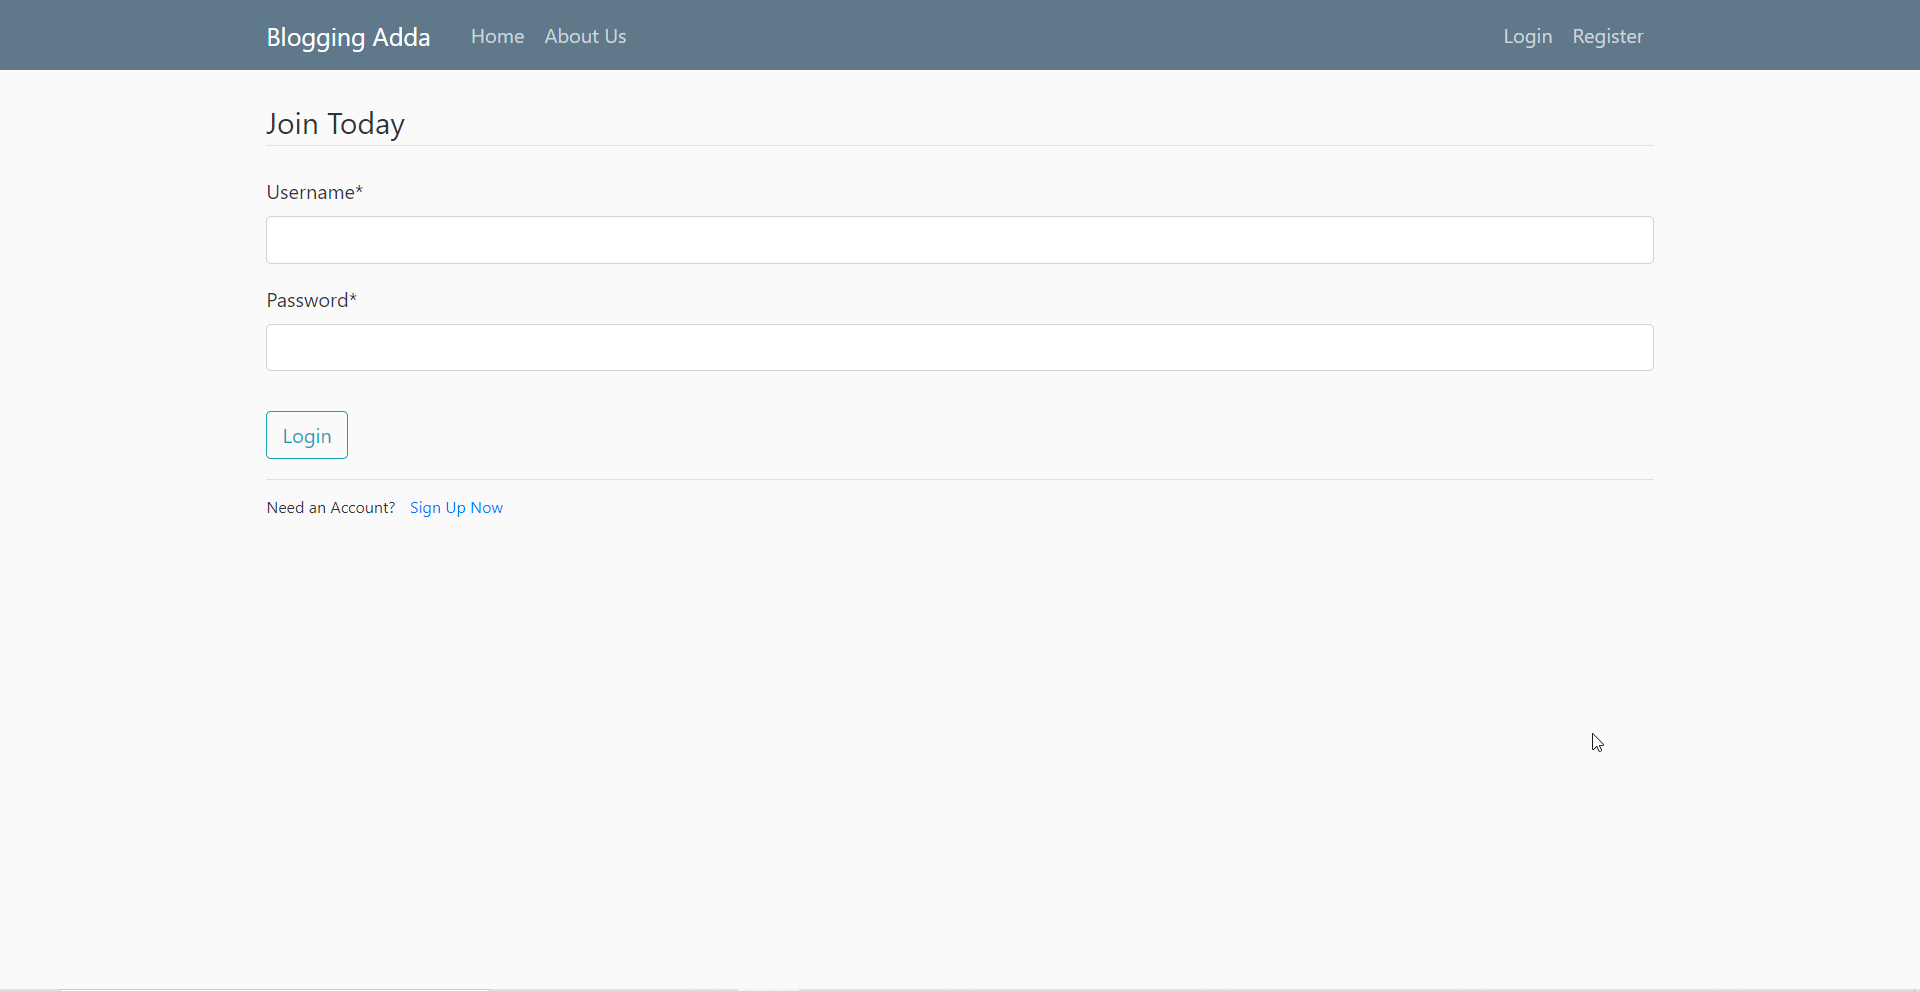 Blogging Adda Home About Us Login Register
Join Today
Username*
Password*
Login
Need an Account? Sign Up Now